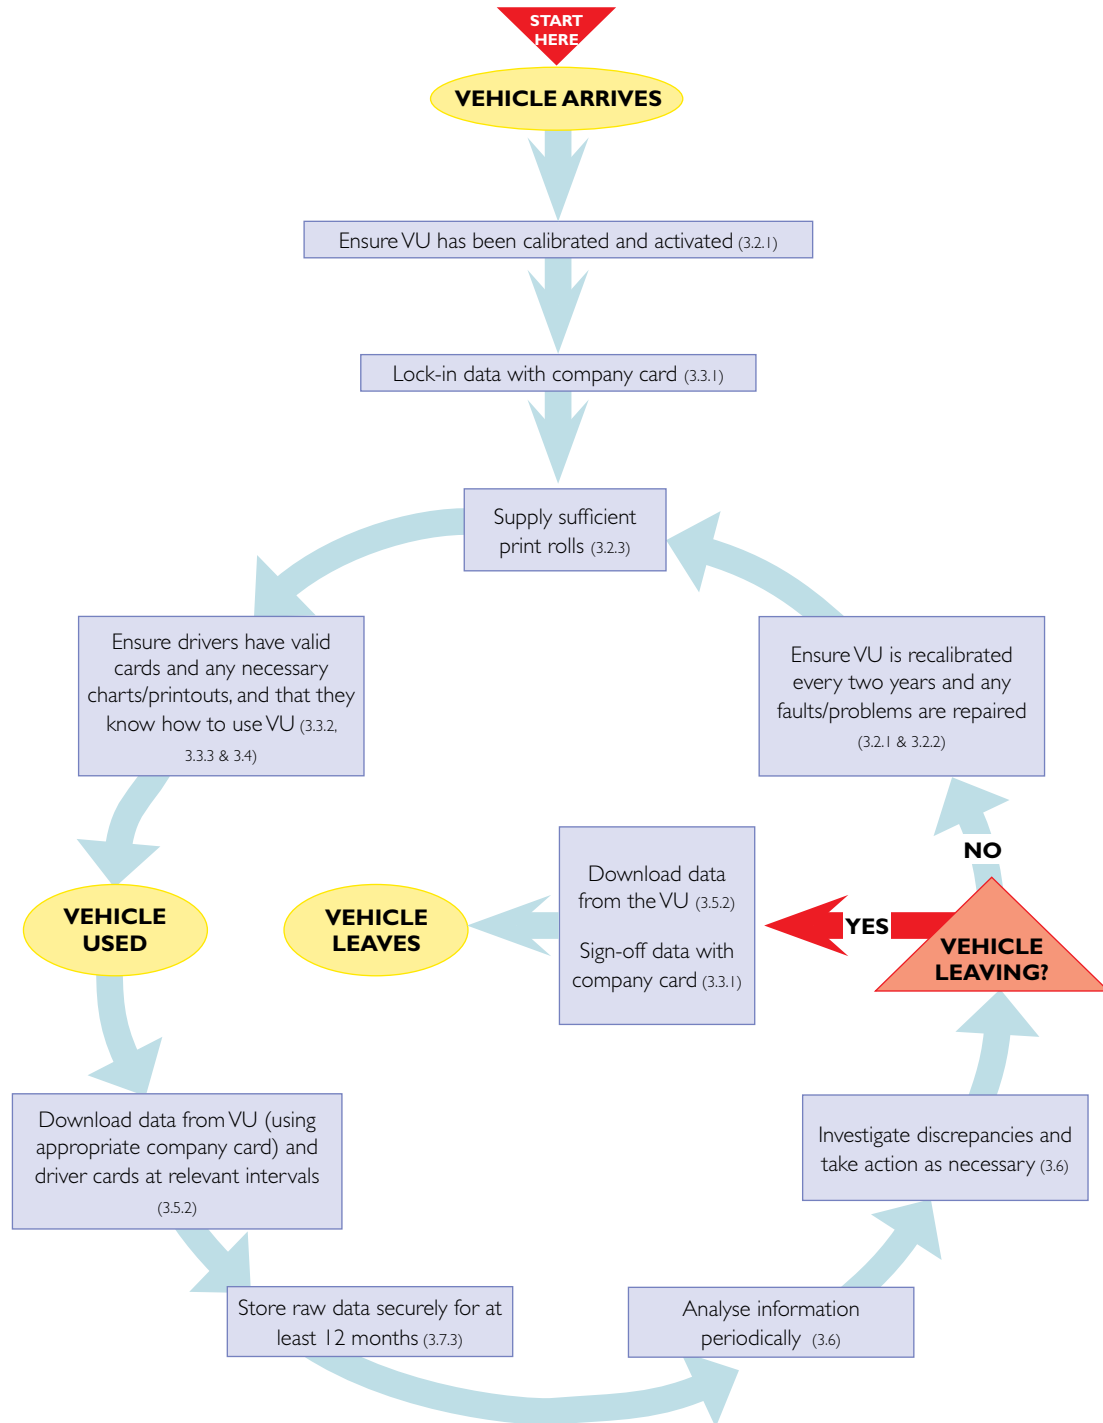 START
HERE
VEHICLE ARRIVES
Ensure VU has been calibrated and activated (3.2.1)
Lock-in data with company card (3.3.1)
Supply sufficient
print rolls (3.2.3)
Ensure drivers have valid
cards and any necessary
charts/printouts, and that they
know how to use VU (3.3.2,
3.3.3 & 3.4)
VEHICLE
USED
Download data from VU (using
appropriate company card) and
driver cards at relevant intervals
(3.5.2)
Store raw data securely for at
least 12 months (3.7.3)
Analyse information
periodically (3.6)
Investigate discrepancies and
take action as necessary (3.6)
VEHICLE
LEAVING?
YES
Download data
from the VU (3.5.2)
Sign-off data with
company card (3.3.1)
VEHICLE
LEAVES
NO
Ensure VU is recalibrated
every two years and any
faults/problems are repaired
(3.2.1 & 3.2.2)